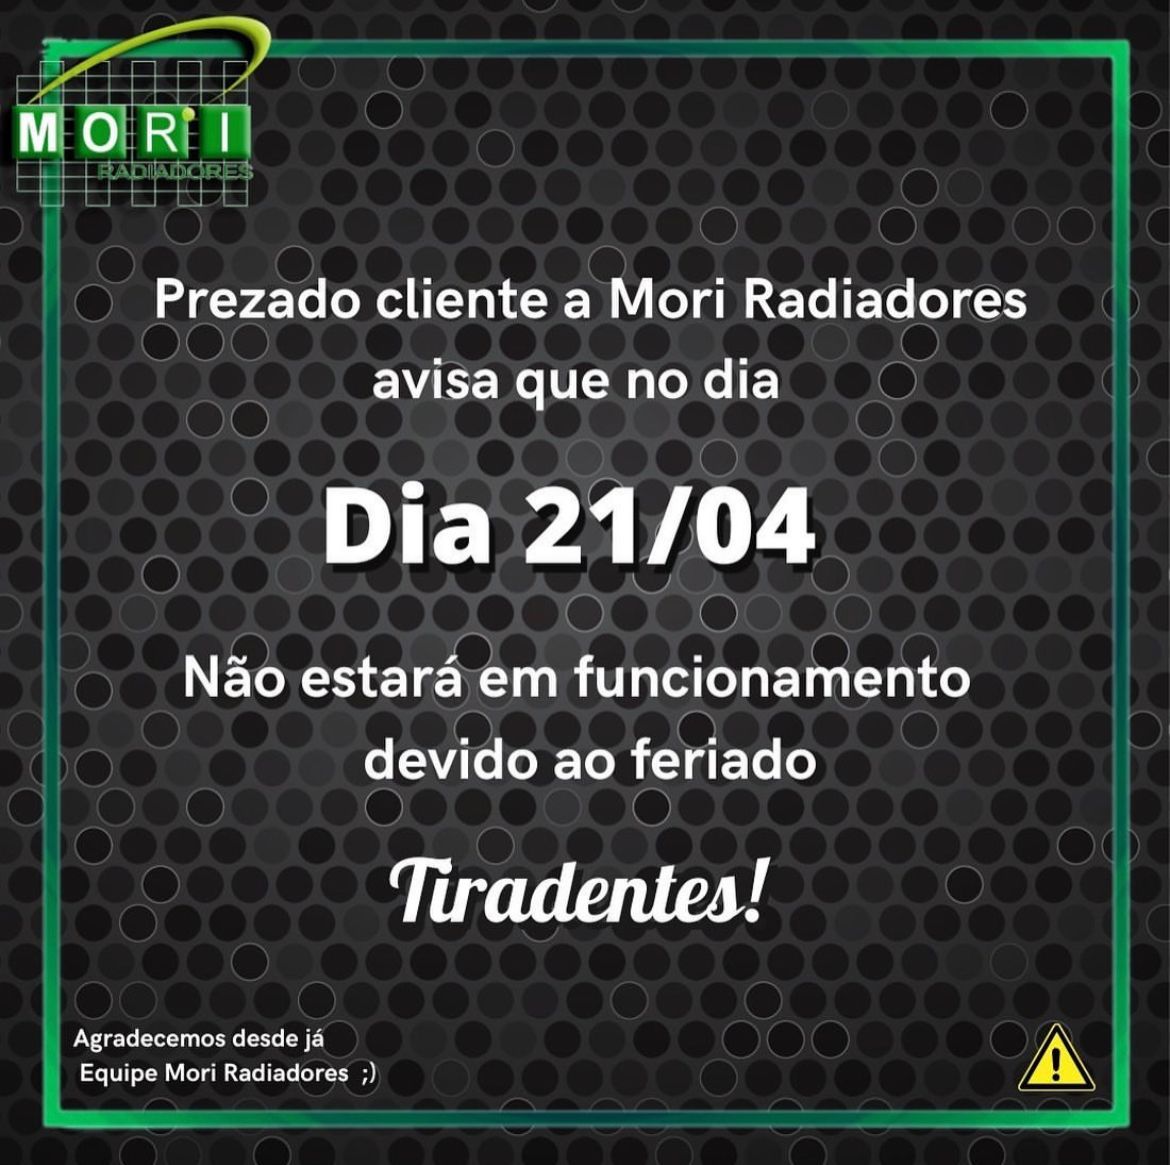 MORI
RADIADORES
Prezado cliente a Mori Radiadores
avisa que no dia
Dia 21/04
Não estará em funcionamento
devido ao feriado
Tiradentes!
Agradecemos desde já
Equipe Mori Radiadores ;)
!